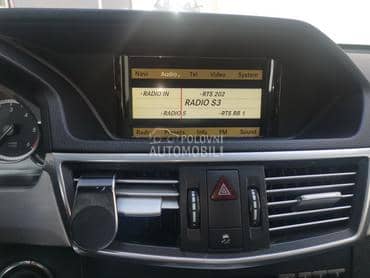 Navi Audio Tel Video System
·RADIO IN ·RTS 202
RADIO S3
·RADIO S ·RTS BB 1
Radio Presets Info FM Sound
POLOVNI
AUTOMOBILI